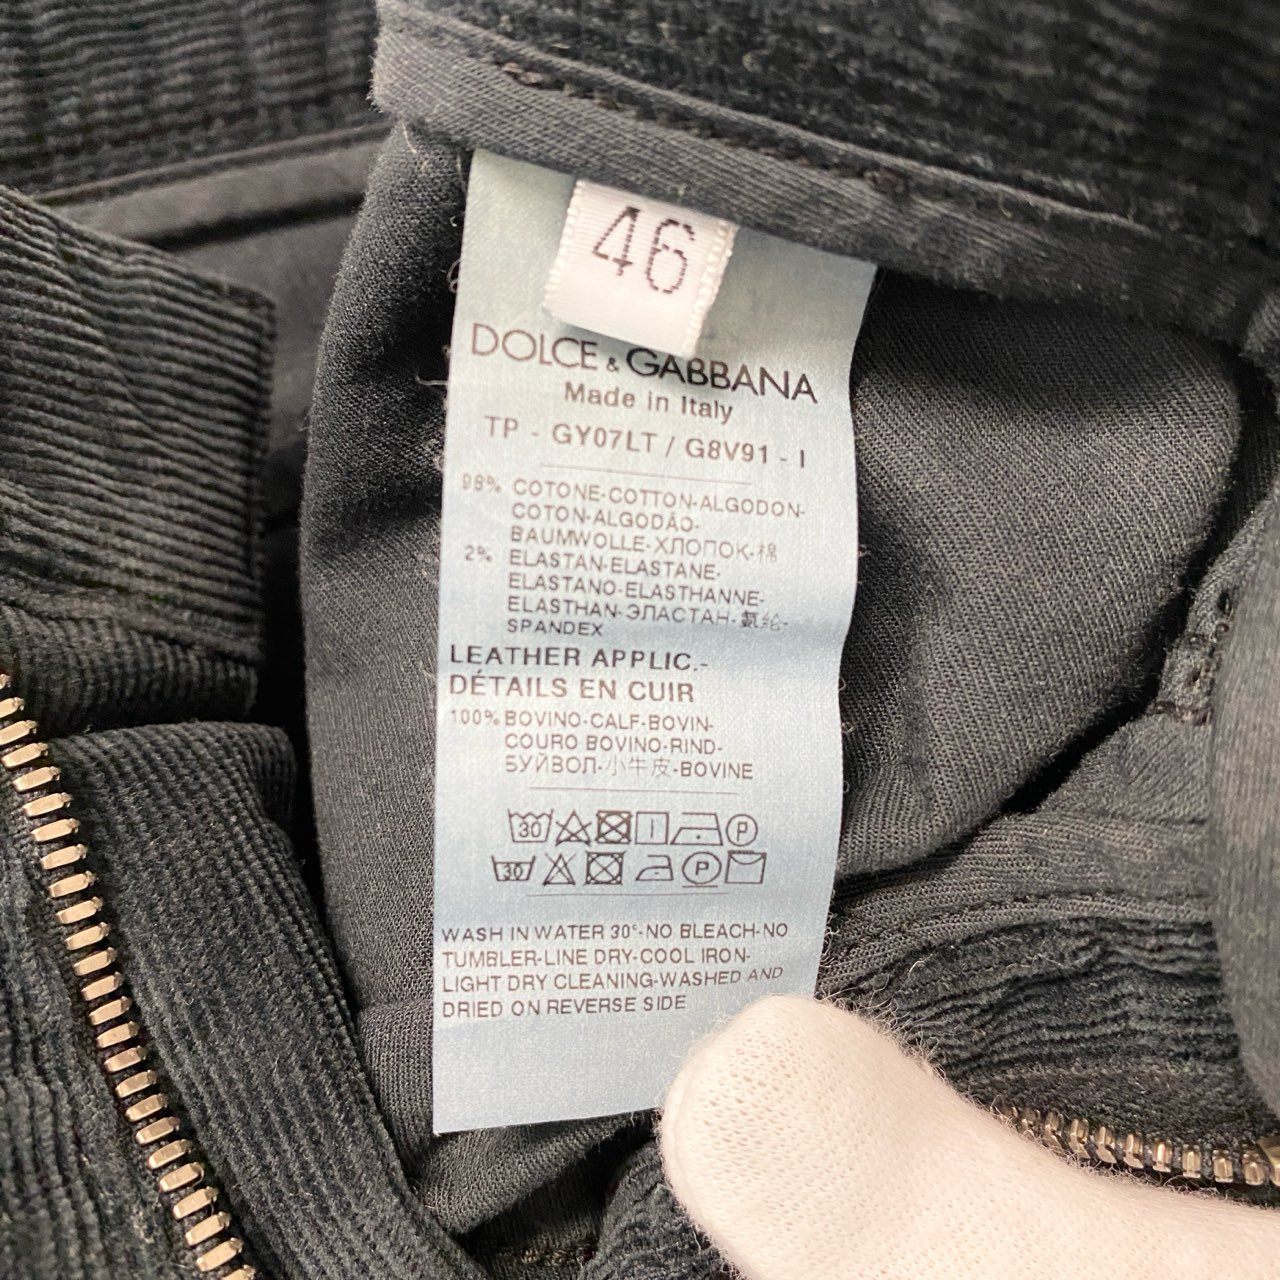 46
DOLCE & GABBANA
Made in Italy
TP - GY07LT / G8V91 - I
98% COTONE-COTTON-ALGODON-
COTON-ALGODÃO-
BAUMWOLLE-ХЛОПОК-棉
2% ELASTAN-ELASTANE-
ELASTANO-ELASTHANNE-
ELASTHAN-ЭЛАСТАН-氨纶-
SPANDEX
LEATHER APPLIC.-
DÉTAILS EN CUIR
100% BOVINO-CALF-BOVIN-
COURO BOVINO-RIND-
БУЙВОЛ-小牛皮-BOVINE
30 P
30 P
WASH IN WATER 30°-NO BLEACH-NO
TUMBLER-LINE DRY-COOL IRON-
LIGHT DRY CLEANING-WASHED AND
DRIED ON REVERSE SIDE